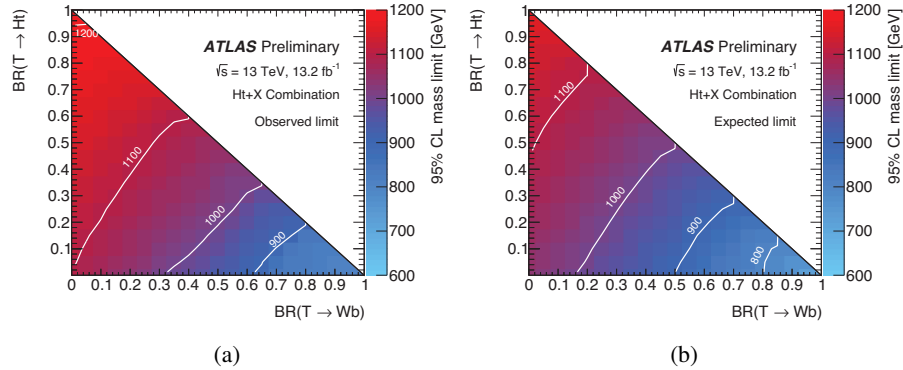 BR(T → Ht)
1
0.9
0.8
0.7
0.6
0.5
0.4
0.3
0.2
0.1
0 0.1 0.2 0.3 0.4 0.5 0.6 0.7 0.8 0.9 1
BR(T → Wb)
1200
1100
1000
900
ATLAS Preliminary
√s = 13 TeV, 13.2 fb⁻¹
Ht+X Combination
Observed limit
1200
1100
1000
900
800
700
600
95% CL mass limit [GeV]
(a)
BR(T → Ht)
1
0.9
0.8
0.7
0.6
0.5
0.4
0.3
0.2
0.1
0 0.1 0.2 0.3 0.4 0.5 0.6 0.7 0.8 0.9 1
BR(T → Wb)
1100
1000
900
800
ATLAS Preliminary
√s = 13 TeV, 13.2 fb⁻¹
Ht+X Combination
Expected limit
1200
1100
1000
900
800
700
600
95% CL mass limit [GeV]
(b)